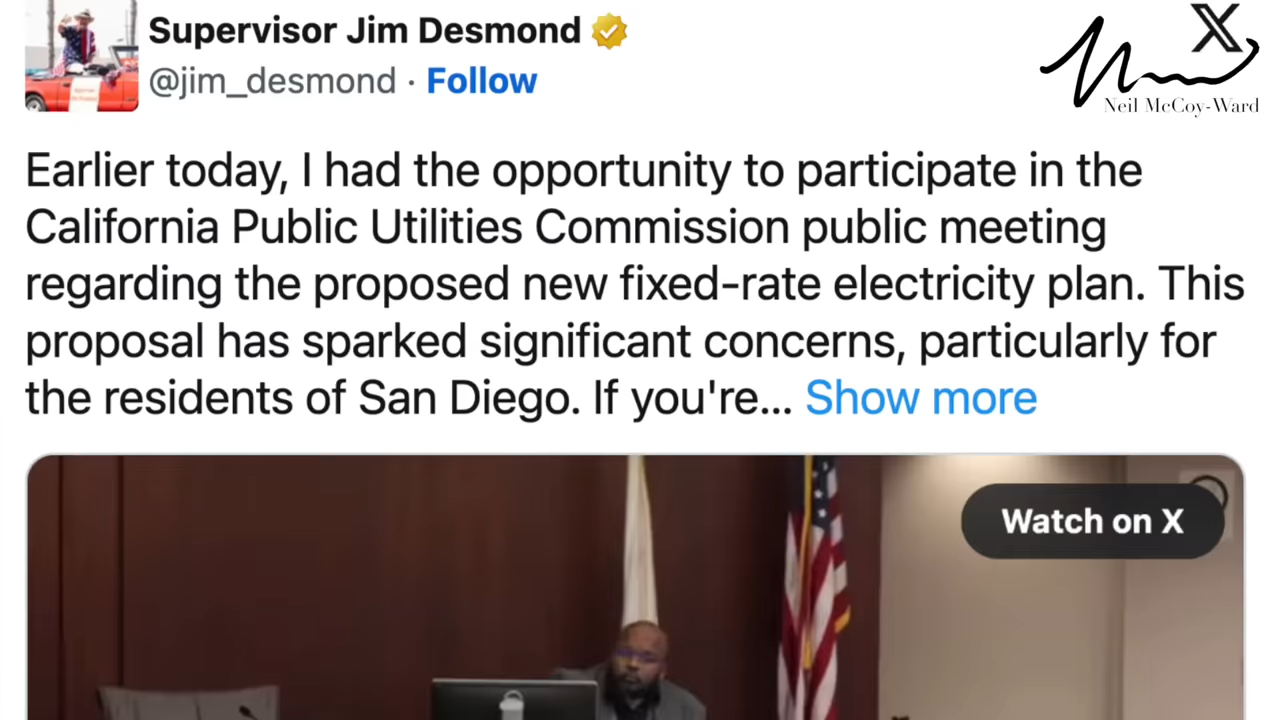 Supervisor Jim Desmond
@jim_desmond · Follow
Neil McCoy-Ward
Earlier today, I had the opportunity to participate in the
California Public Utilities Commission public meeting
regarding the proposed new fixed-rate electricity plan. This
proposal has sparked significant concerns, particularly for
the residents of San Diego. If you're... Show more
Watch on X